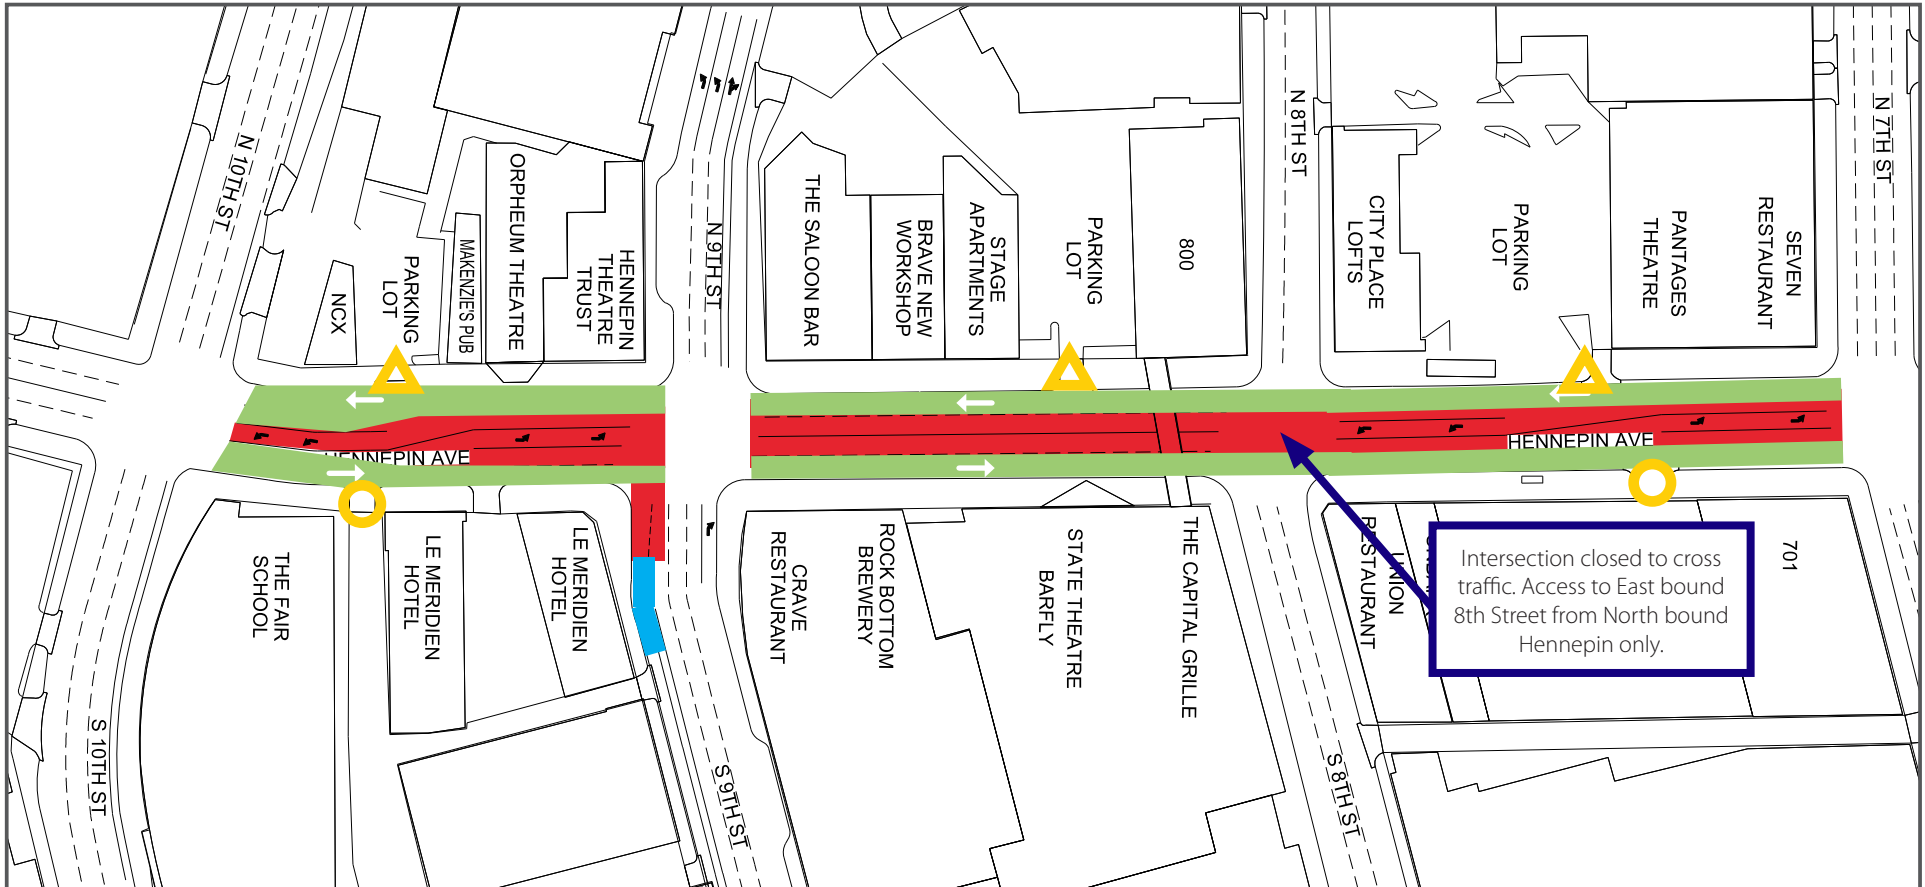 N 10TH ST
NCX
PARKING
LOT
MAKENZIE'S PUB
ORPHEUM THEATRE
HENNEPIN
THEATRE
TRUST
N 9TH ST
THE SALOON BAR
BRAVE NEW
WORKSHOP
STAGE
APARTMENTS
PARKING
LOT
800
N 8TH ST
CITY PLACE
LOFTS
PARKING
LOT
PANTAGES
THEATRE
SEVEN
RESTAURANT
N 7TH ST
HENNEPIN AVE
HENNEPIN AVE
S 10TH ST
THE FAIR
SCHOOL
LE MERIDIEN
HOTEL
LE MERIDIEN
HOTEL
S 9TH ST
CRAVE
RESTAURANT
ROCK BOTTOM
BREWERY
STATE THEATRE
BARFLY
THE CAPITAL GRILLE
S 8TH ST
UNION
RESTAURANT
Intersection closed to cross
traffic. Access to East bound
8th Street from North bound
Hennepin only.
701